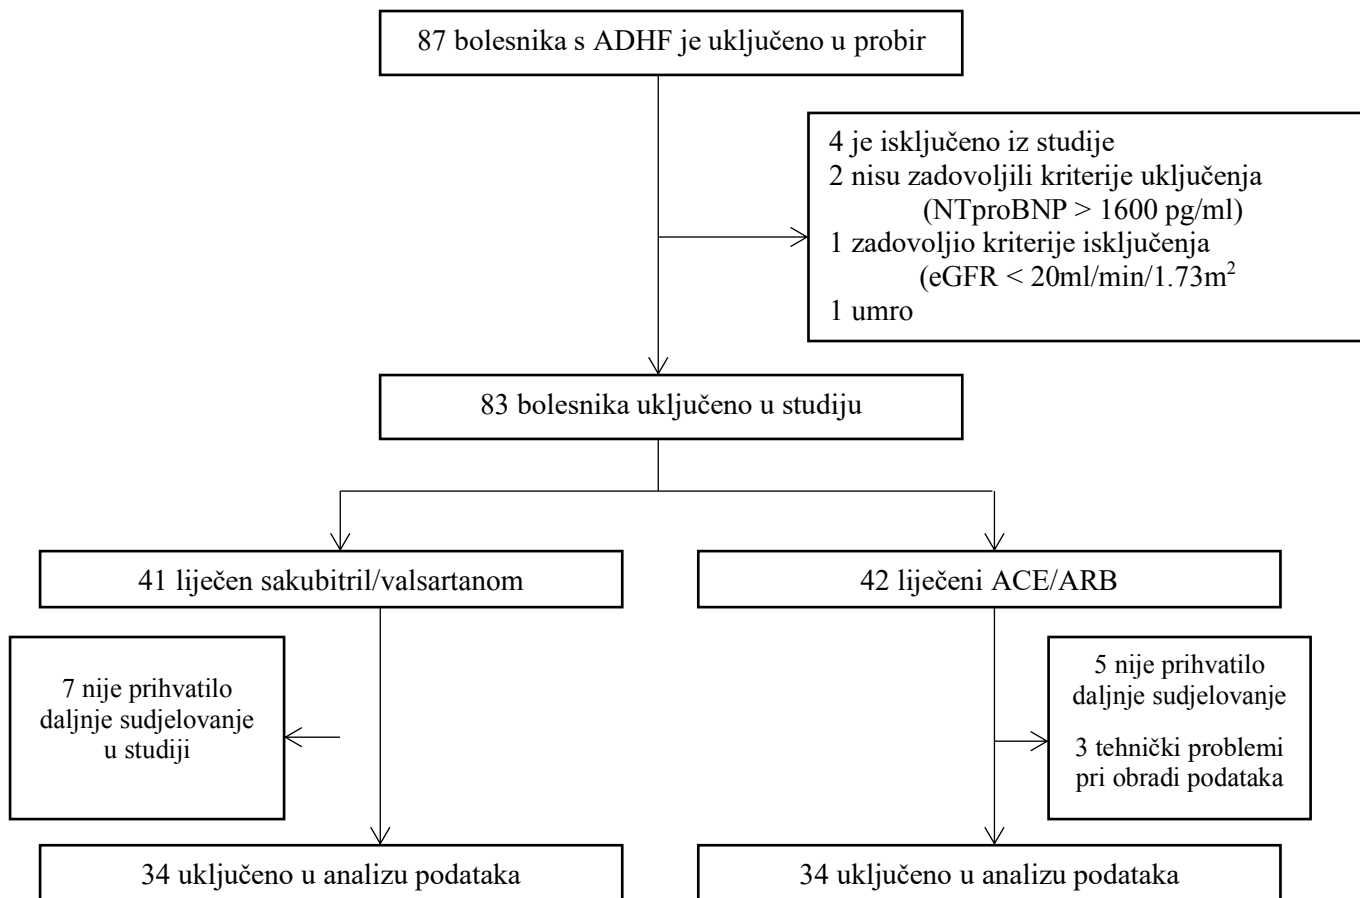 87 bolesnika s ADHF je uključeno u probir
4 je isključeno iz studije
2 nisu zadovoljili kriterije uključenja
(NTproBNP > 1600 pg/ml)
1 zadovoljio kriterije isključenja
(eGFR < 20ml/min/1.73m²
1 umro
83 bolesnika uključeno u studiju
41 liječen sakubitril/valsartanom
42 liječeni ACE/ARB
7 nije prihvatilo
daljnje sudjelovanje
u studiji
5 nije prihvatilo
daljnje sudjelovanje
3 tehnički problemi
pri obradi podataka
34 uključeno u analizu podataka
34 uključeno u analizu podataka